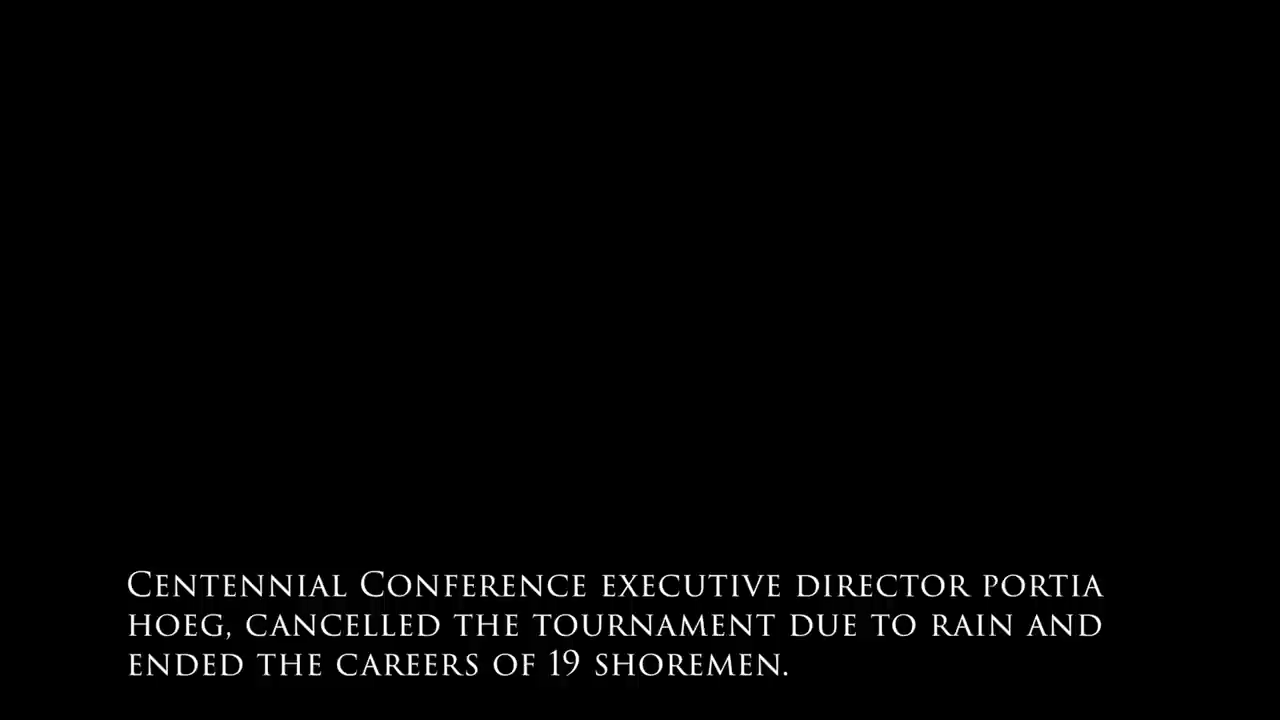 Centennial Conference executive director portia
hoeg, cancelled the tournament due to rain and
ended the careers of 19 shoremen.